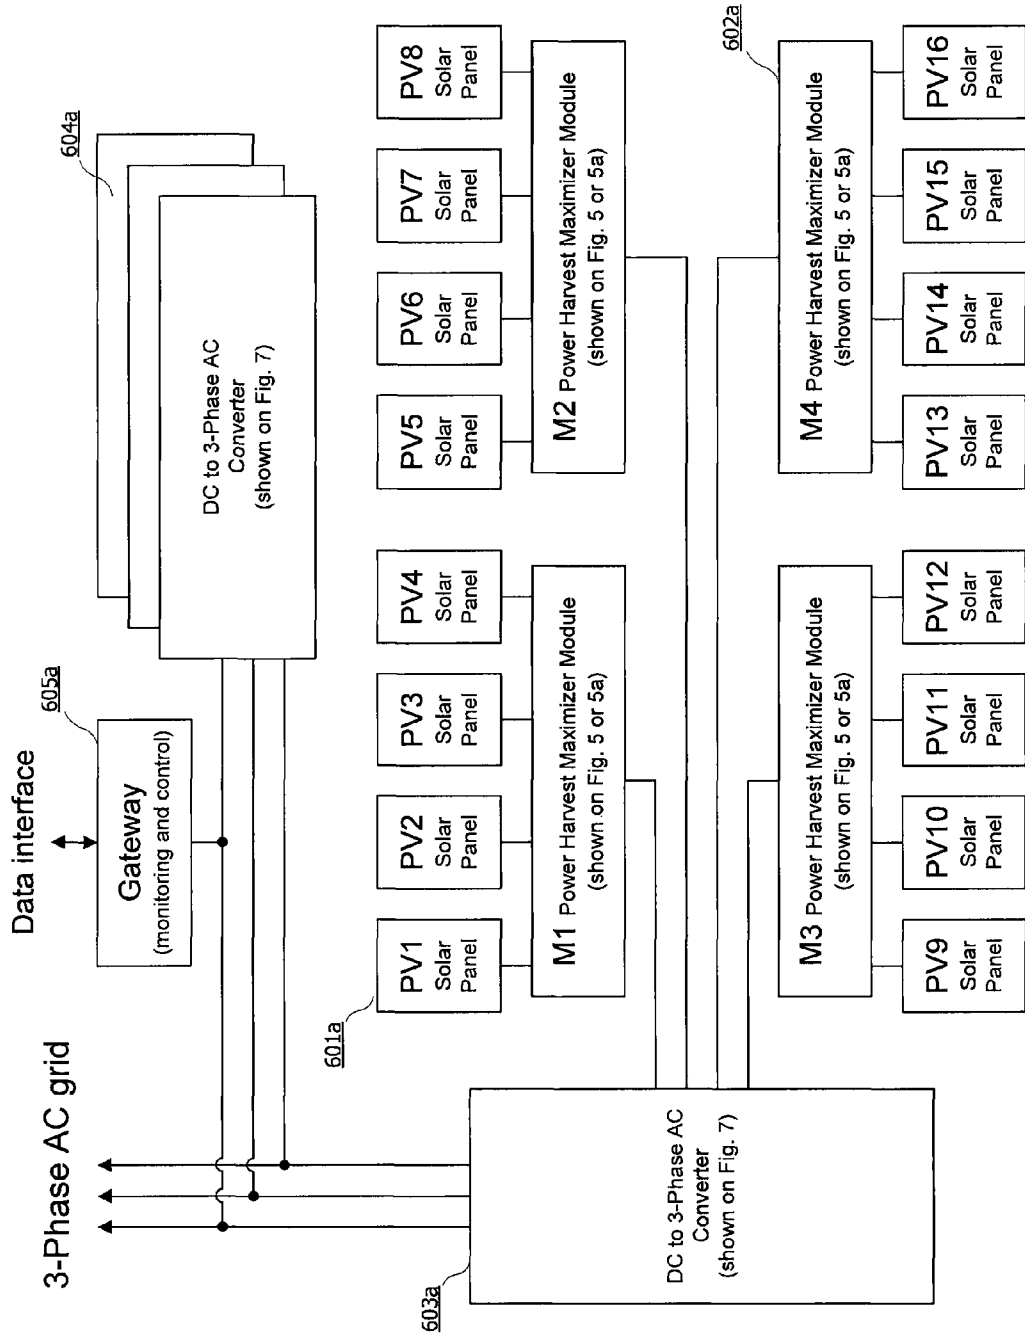 3-Phase AC grid
Data interface
605a
Gateway
(monitoring and control)
604a
DC to 3-Phase AC
Converter
(shown on Fig. 7)
601a
PV1
Solar
Panel
PV2
Solar
Panel
PV3
Solar
Panel
PV4
Solar
Panel
PV5
Solar
Panel
PV6
Solar
Panel
PV7
Solar
Panel
PV8
Solar
Panel
M1 Power Harvest Maximizer Module
(shown on Fig. 5 or 5a)
M2 Power Harvest Maximizer Module
(shown on Fig. 5 or 5a)
603a
DC to 3-Phase AC
Converter
(shown on Fig. 7)
602a
M3 Power Harvest Maximizer Module
(shown on Fig. 5 or 5a)
M4 Power Harvest Maximizer Module
(shown on Fig. 5 or 5a)
PV9
Solar
Panel
PV10
Solar
Panel
PV11
Solar
Panel
PV12
Solar
Panel
PV13
Solar
Panel
PV14
Solar
Panel
PV15
Solar
Panel
PV16
Solar
Panel